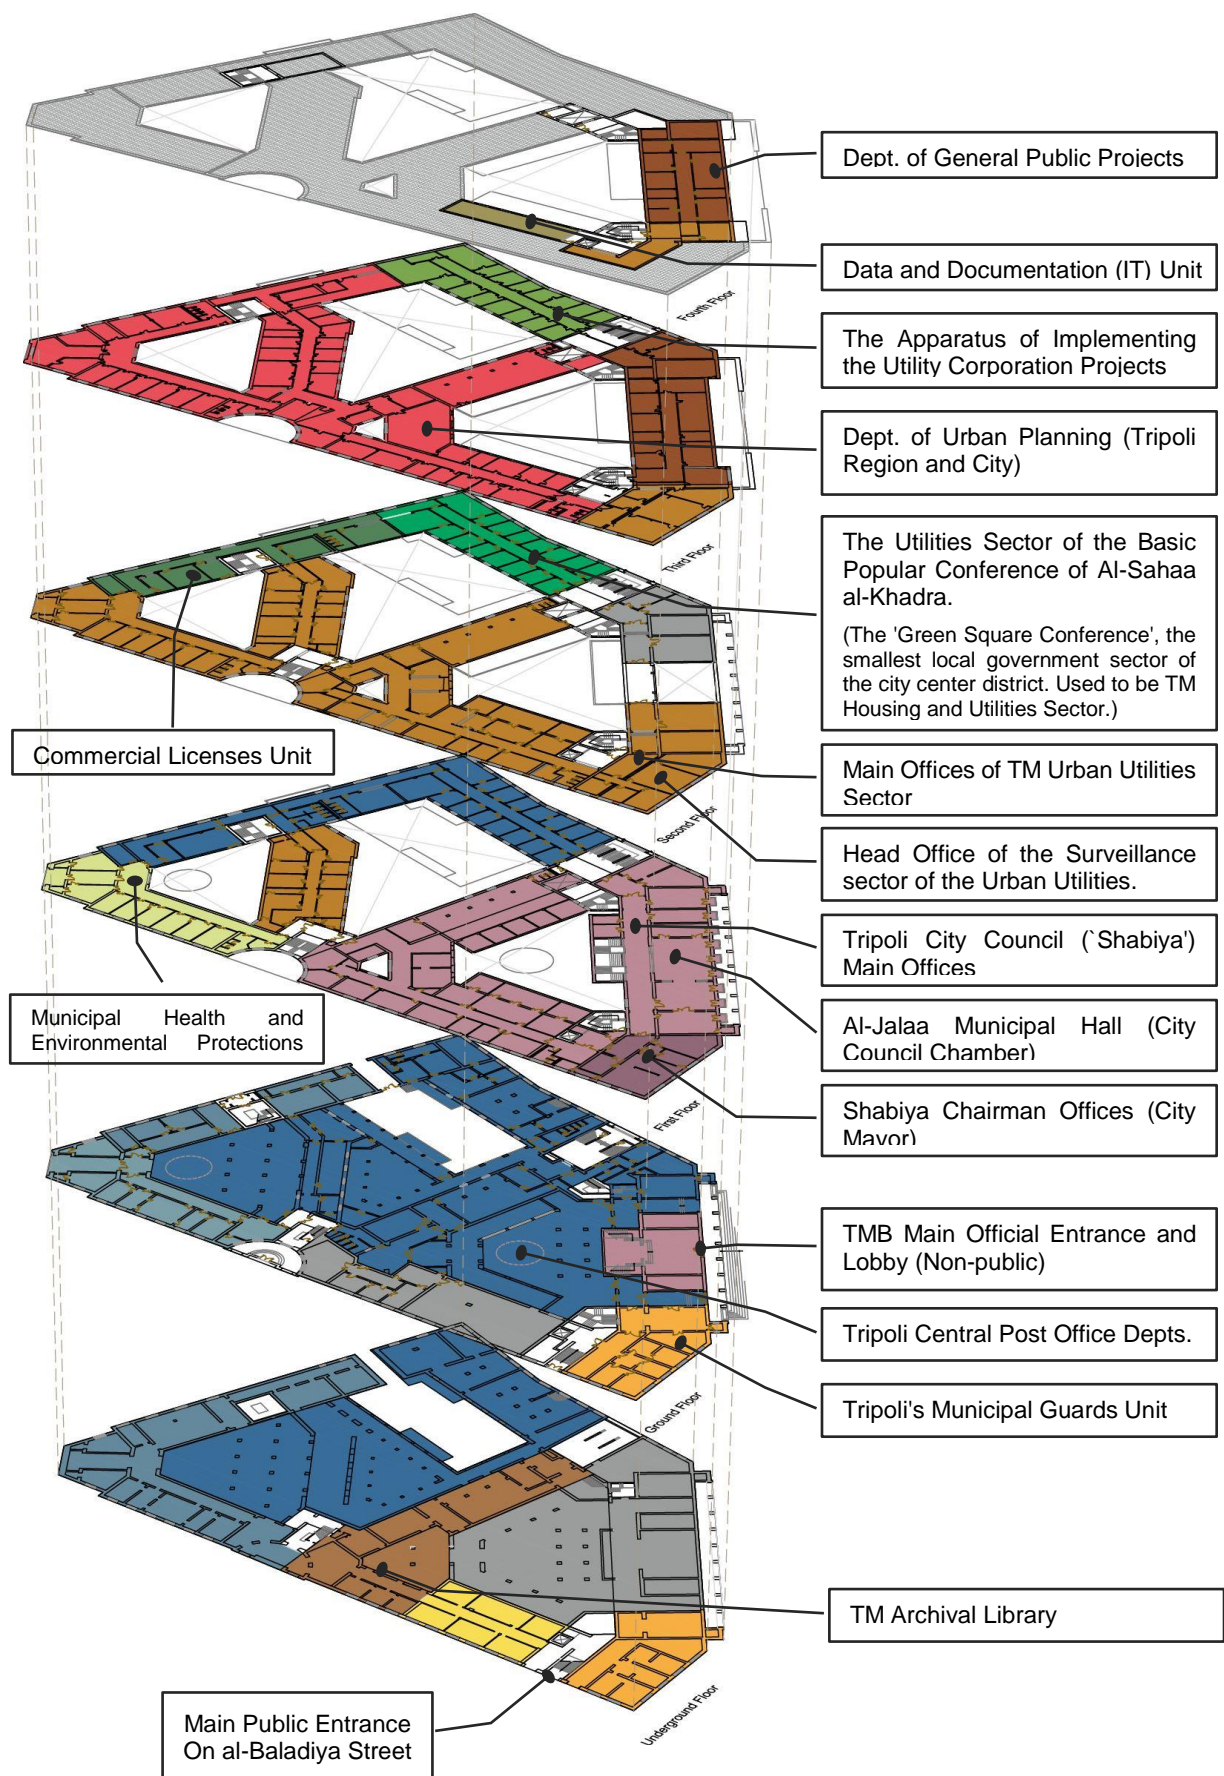 Dept. of General Public Projects
Data and Documentation (IT) Unit
Fourth Floor
The Apparatus of Implementing
the Utility Corporation Projects
Dept. of Urban Planning (Tripoli
Region and City)
Third Floor
The Utilities Sector of the Basic
Popular Conference of Al-Sahaa
al-Khadra.
(The 'Green Square Conference', the
smallest local government sector of
the city center district. Used to be TM
Housing and Utilities Sector.)
Commercial Licenses Unit
Main Offices of TM Urban Utilities
Sector
Second Floor
Head Office of the Surveillance
sector of the Urban Utilities.
Tripoli City Council (`Shabiya')
Main Offices
Municipal Health and
Environmental Protections
Al-Jalaa Municipal Hall (City
Council Chamber)
First Floor
Shabiya Chairman Offices (City
Mayor)
TMB Main Official Entrance and
Lobby (Non-public)
Tripoli Central Post Office Depts.
Ground Floor
Tripoli's Municipal Guards Unit
TM Archival Library
Underground Floor
Main Public Entrance
On al-Baladiya Street